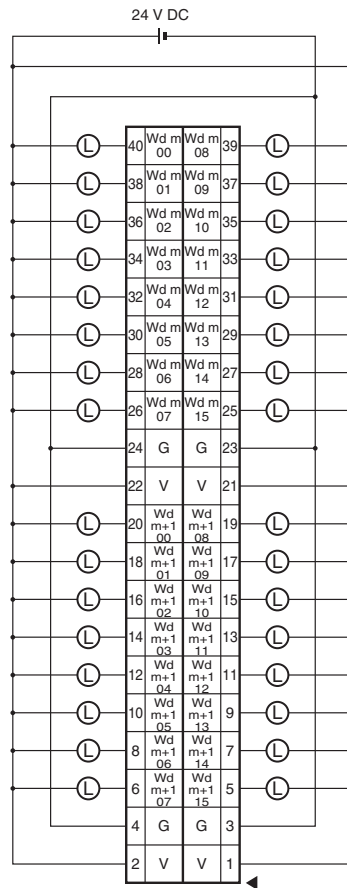 24 V DC
L 40 Wd m 00 Wd m 08 39 L
L 38 Wd m 01 Wd m 09 37 L
L 36 Wd m 02 Wd m 10 35 L
L 34 Wd m 03 Wd m 11 33 L
L 32 Wd m 04 Wd m 12 31 L
L 30 Wd m 05 Wd m 13 29 L
L 28 Wd m 06 Wd m 14 27 L
L 26 Wd m 07 Wd m 15 25 L
24 G G 23
22 V V 21
L 20 Wd m+1 00 Wd m+1 08 19 L
L 18 Wd m+1 01 Wd m+1 09 17 L
L 16 Wd m+1 02 Wd m+1 10 15 L
L 14 Wd m+1 03 Wd m+1 11 13 L
L 12 Wd m+1 04 Wd m+1 12 11 L
L 10 Wd m+1 05 Wd m+1 13 9 L
L 8 Wd m+1 06 Wd m+1 14 7 L
L 6 Wd m+1 07 Wd m+1 15 5 L
4 G G 3
2 V V 1